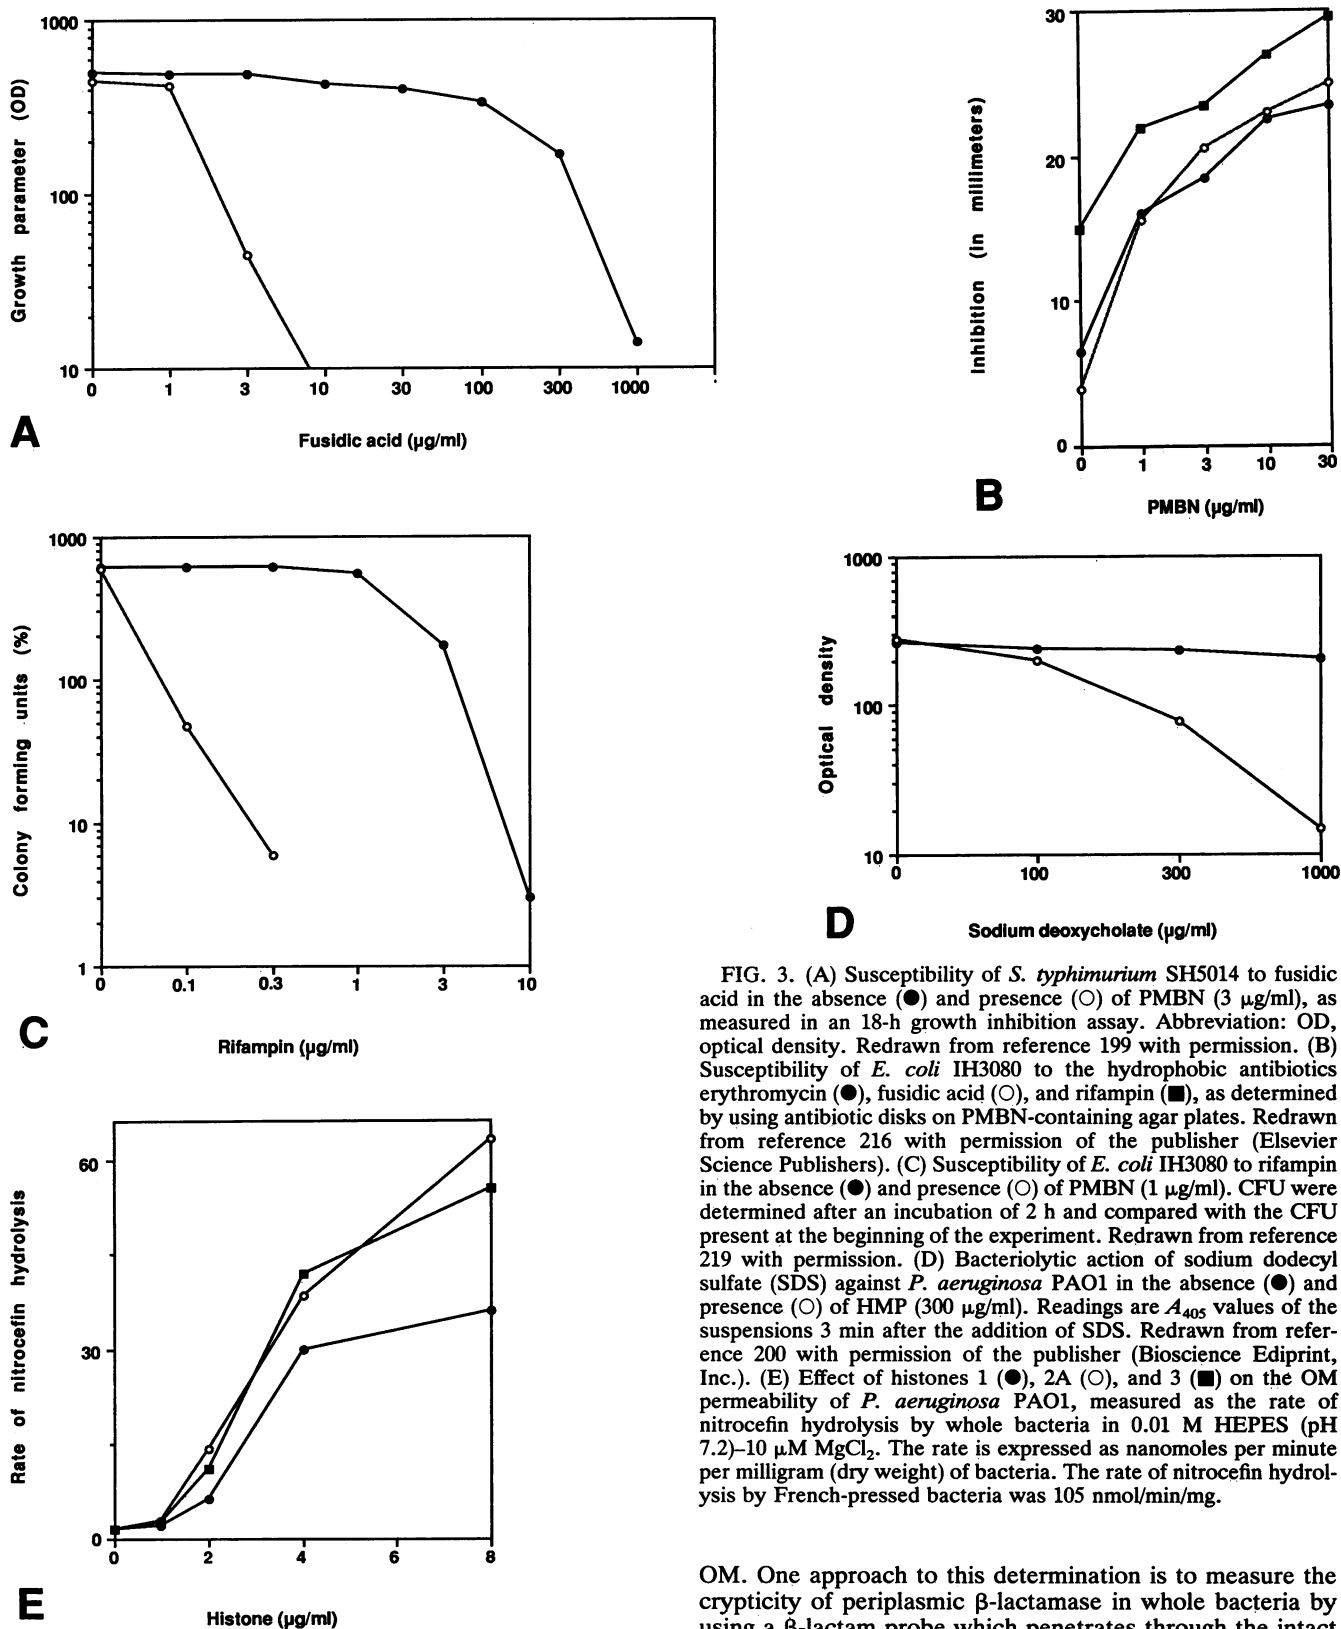 1000
100
10
Growth parameter (OD)
0 1 3 10 30 100 300 1000
A
Fusidic acid (µg/ml)
30
20
10
0
Inhibition (in millimeters)
0 1 3 10 30
B
PMBN (µg/ml)
1000
100
10
1
Colony forming units (%)
0 0.1 0.3 1 3 10
C
Rifampin (µg/ml)
1000
100
10
Optical density
0 100 300 1000
D
Sodium deoxycholate (µg/ml)
60
30
0
Rate of nitrocefin hydrolysis
0 2 4 6 8
E
Histone (µg/ml)
FIG. 3. (A) Susceptibility of S. typhimurium SH5014 to fusidic
acid in the absence (●) and presence (○) of PMBN (3 µg/ml), as
measured in an 18-h growth inhibition assay. Abbreviation: OD,
optical density. Redrawn from reference 199 with permission. (B)
Susceptibility of E. coli IH3080 to the hydrophobic antibiotics
erythromycin (●), fusidic acid (○), and rifampin (■), as determined
by using antibiotic disks on PMBN-containing agar plates. Redrawn
from reference 216 with permission of the publisher (Elsevier
Science Publishers). (C) Susceptibility of E. coli IH3080 to rifampin
in the absence (●) and presence (○) of PMBN (1 µg/ml). CFU were
determined after an incubation of 2 h and compared with the CFU
present at the beginning of the experiment. Redrawn from reference
219 with permission. (D) Bacteriolytic action of sodium dodecyl
sulfate (SDS) against P. aeruginosa PAO1 in the absence (●) and
presence (○) of HMP (300 µg/ml). Readings are A₄₀₅ values of the
suspensions 3 min after the addition of SDS. Redrawn from refer-
ence 200 with permission of the publisher (Bioscience Ediprint,
Inc.). (E) Effect of histones 1 (●), 2A (○), and 3 (■) on the OM
permeability of P. aeruginosa PAO1, measured as the rate of
nitrocefin hydrolysis by whole bacteria in 0.01 M HEPES (pH
7.2)–10 µM MgCl₂. The rate is expressed as nanomoles per minute
per milligram (dry weight) of bacteria. The rate of nitrocefin hydrol-
ysis by French-pressed bacteria was 105 nmol/min/mg.
OM. One approach to this determination is to measure the
crypticity of periplasmic β-lactamase in whole bacteria by
using a β-lactam probe which penetrates through the intact